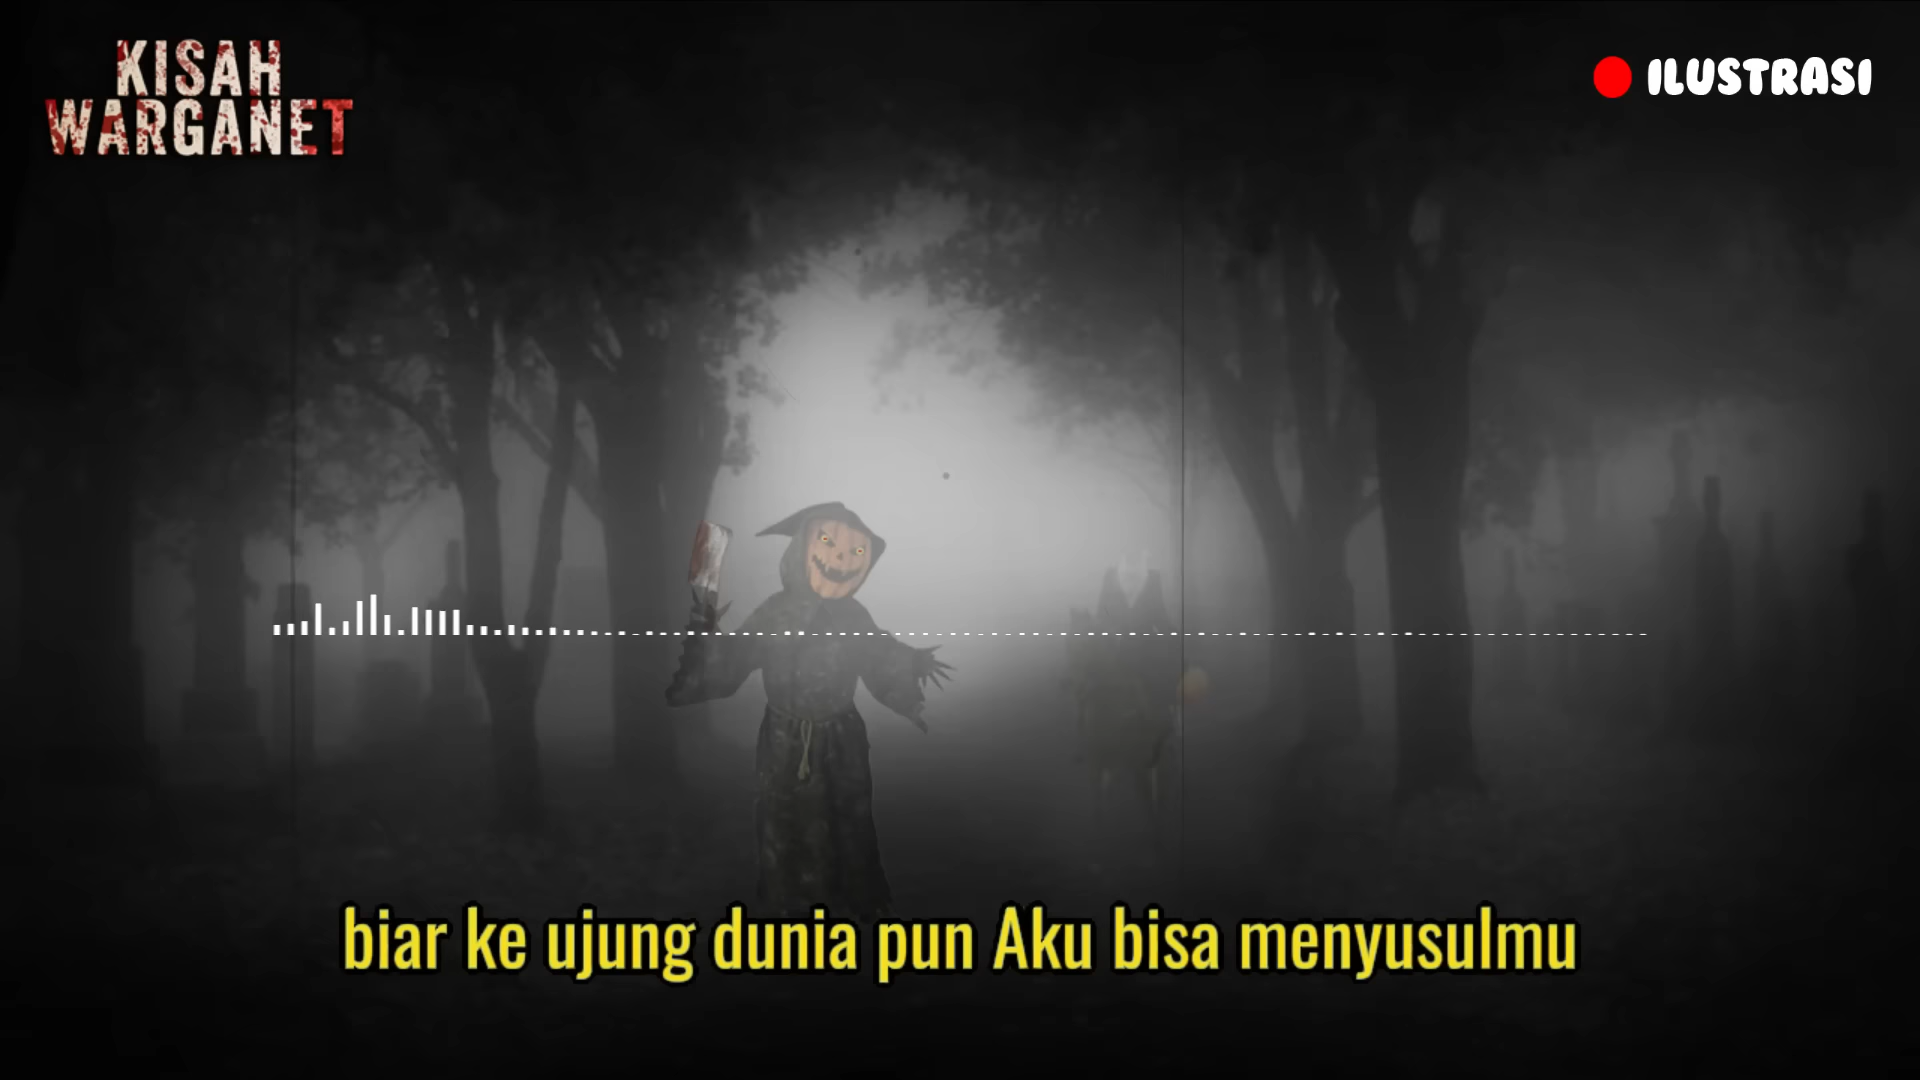 KISAH
WARGANET
ILUSTRASI
biar ke ujung dunia pun Aku bisa menyusulmu